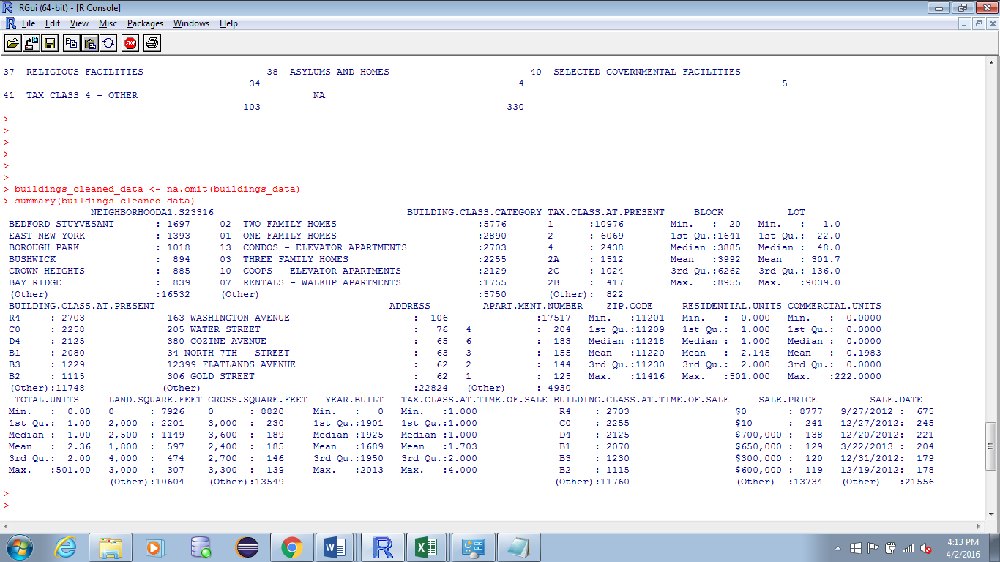 RGui (64-bit) - [R Console]
File Edit View Misc Packages Windows Help
STOP
37 RELIGIOUS FACILITIES 38 ASYLUMS AND HOMES 40 SELECTED GOVERNMENTAL FACILITIES
34 4 5
41 TAX CLASS 4 - OTHER NA
103 330
>
>
>
>
>
>
> buildings_cleaned_data <- na.omit(buildings_data)
> summary(buildings_cleaned_data)
NEIGHBORHOODA1.S23316 BUILDING.CLASS.CATEGORY TAX.CLASS.AT.PRESENT BLOCK LOT
BEDFORD STUYVESANT : 1697 02 TWO FAMILY HOMES :5776 1 :10976 Min. : 20 Min. : 1.0
EAST NEW YORK : 1393 01 ONE FAMILY HOMES :2890 2 : 6069 1st Qu.:1641 1st Qu.: 22.0
BOROUGH PARK : 1018 13 CONDOS - ELEVATOR APARTMENTS :2703 4 : 2438 Median :3885 Median : 48.0
BUSHWICK : 894 03 THREE FAMILY HOMES :2255 2A : 1512 Mean :3992 Mean : 301.7
CROWN HEIGHTS : 885 10 COOPS - ELEVATOR APARTMENTS :2129 2C : 1024 3rd Qu.:6262 3rd Qu.: 136.0
BAY RIDGE : 839 07 RENTALS - WALKUP APARTMENTS :1755 2B : 417 Max. :8955 Max. :9039.0
(Other) :16532 (Other) :5750 (Other): 822
BUILDING.CLASS.AT.PRESENT ADDRESS APART.MENT.NUMBER ZIP.CODE RESIDENTIAL.UNITS COMMERCIAL.UNITS
R4 : 2703 163 WASHINGTON AVENUE : 106 :17517 Min. :11201 Min. : 0.000 Min. : 0.0000
C0 : 2258 205 WATER STREET : 76 4 : 204 1st Qu.:11209 1st Qu.: 1.000 1st Qu.: 0.0000
D4 : 2125 380 COZINE AVENUE : 65 6 : 183 Median :11218 Median : 1.000 Median : 0.0000
B1 : 2080 34 NORTH 7TH STREET : 63 3 : 155 Mean :11220 Mean : 2.145 Mean : 0.1983
B3 : 1229 12399 FLATLANDS AVENUE : 62 2 : 144 3rd Qu.:11230 3rd Qu.: 2.000 3rd Qu.: 0.0000
B2 : 1115 306 GOLD STREET : 62 1 : 125 Max. :11416 Max. :501.000 Max. :222.0000
(Other):11748 (Other) :22824 (Other) : 4930
TOTAL.UNITS LAND.SQUARE.FEET GROSS.SQUARE.FEET YEAR.BUILT TAX.CLASS.AT.TIME.OF.SALE BUILDING.CLASS.AT.TIME.OF.SALE SALE.PRICE SALE.DATE
Min. : 0.00 0 : 7926 0 : 8820 Min. : 0 Min. :1.000 R4 : 2703 $0 : 8777 9/27/2012 : 675
1st Qu.: 1.00 2,000 : 2201 3,000 : 230 1st Qu.:1901 1st Qu.:1.000 C0 : 2255 $10 : 241 12/27/2012: 245
Median : 1.00 2,500 : 1149 3,600 : 189 Median :1925 Median :1.000 D4 : 2125 $700,000 : 138 12/20/2012: 221
Mean : 2.36 1,800 : 597 2,400 : 185 Mean :1689 Mean :1.703 B1 : 2070 $650,000 : 129 3/22/2013 : 204
3rd Qu.: 2.00 4,000 : 474 2,700 : 146 3rd Qu.:1950 3rd Qu.:2.000 B3 : 1230 $300,000 : 120 12/31/2012: 179
Max. :501.00 3,000 : 307 3,300 : 139 Max. :2013 Max. :4.000 B2 : 1115 $600,000 : 119 12/19/2012: 178
(Other):10604 (Other):13549 (Other):11760 (Other) :13734 (Other) :21556
>
>
4:13 PM
4/2/2016